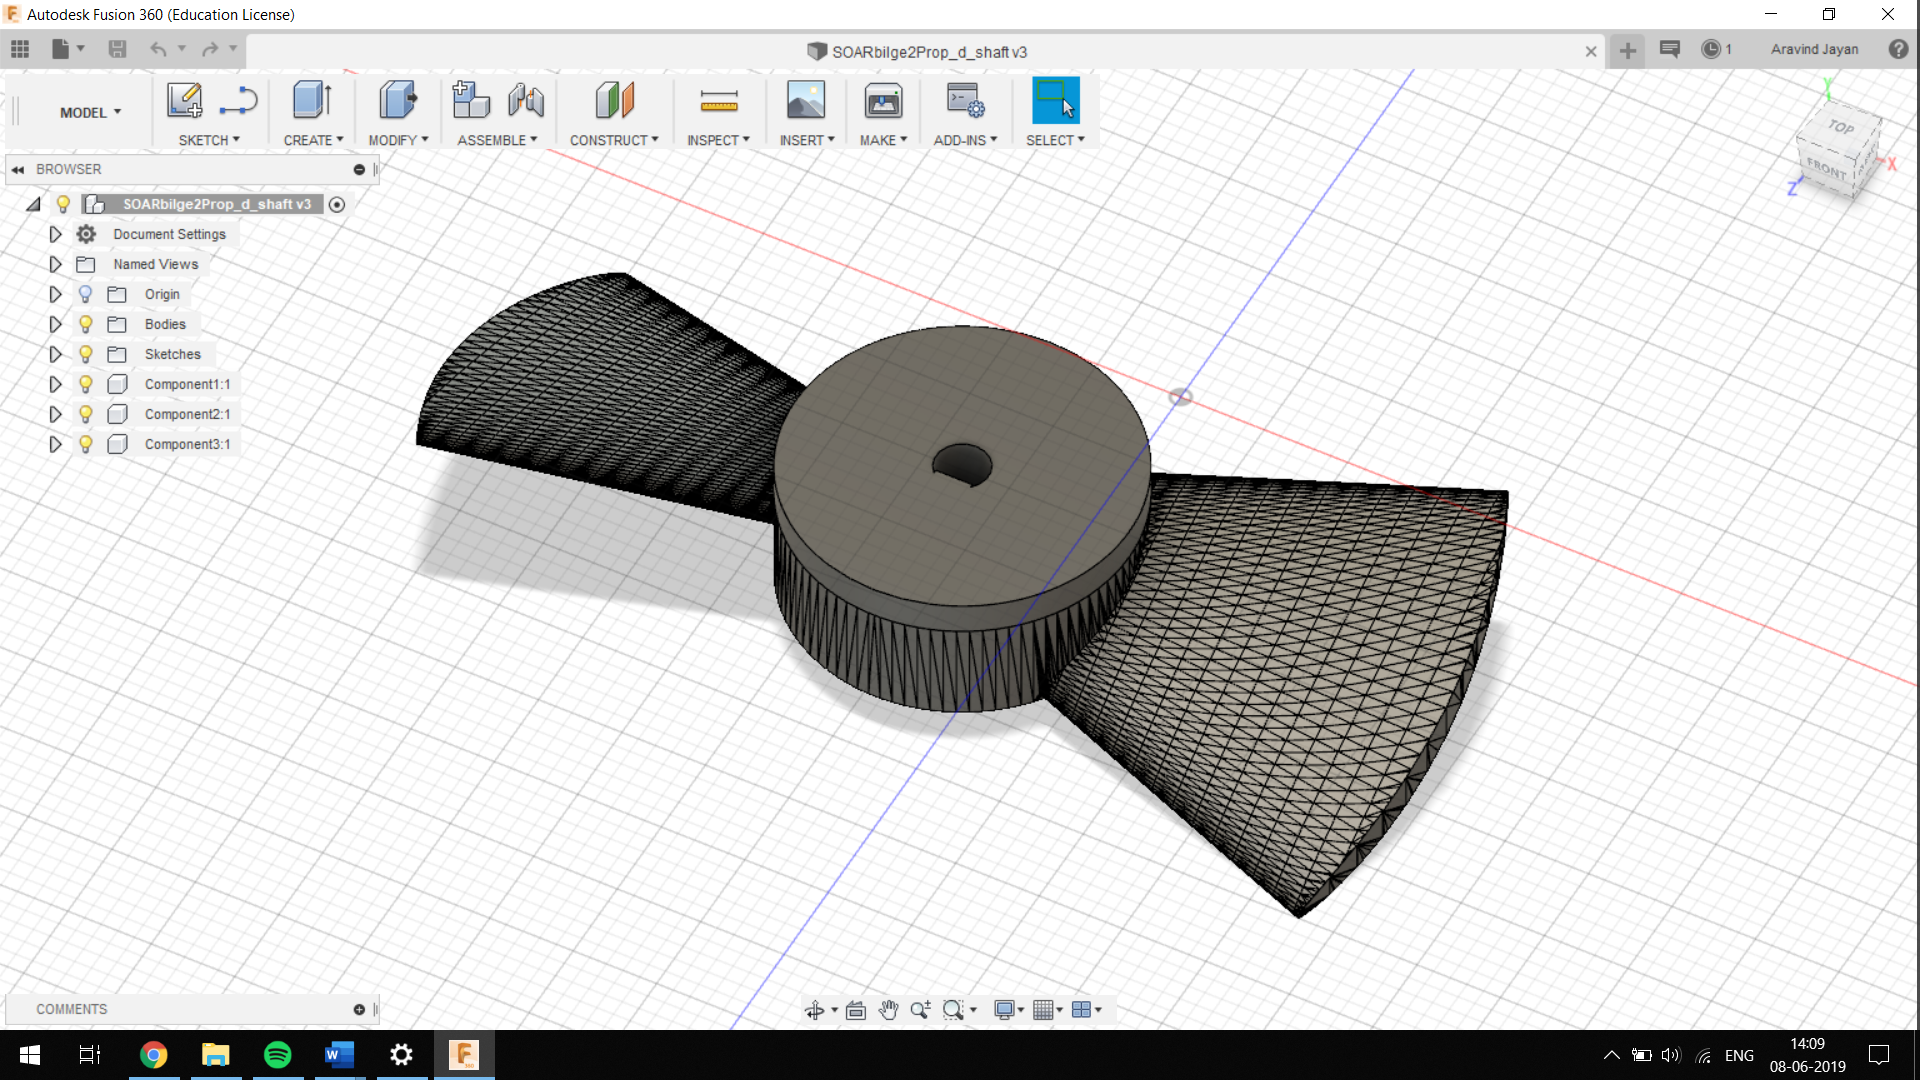 Autodesk Fusion 360 (Education License)
SOARbilge2Prop_d_shaft v3
1
Aravind Jayan
MODEL
SKETCH
CREATE
MODIFY
ASSEMBLE
CONSTRUCT
INSPECT
INSERT
MAKE
ADD-INS
SELECT
Y
TOP
FRONT
X
Z
BROWSER
SOARbilge2Prop_d_shaft v3
Document Settings
Named Views
Origin
Bodies
Sketches
Component1:1
Component2:1
Component3:1
COMMENTS
ENG
14:09
08-06-2019